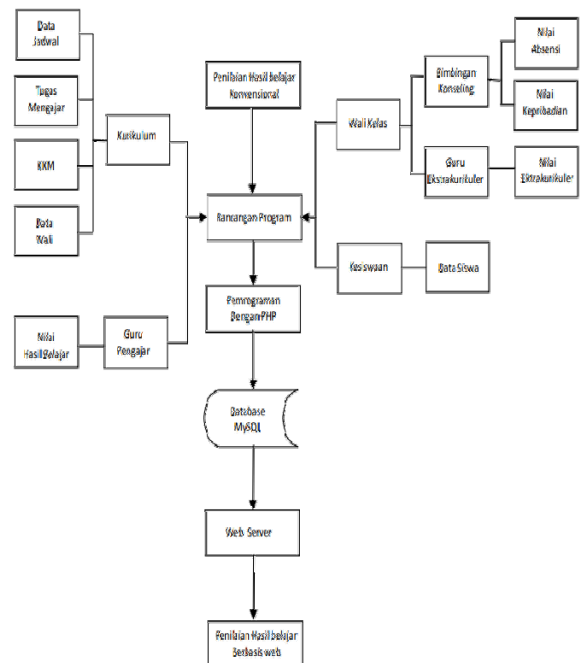 Data
Jadwal
Tugas
Mengajar
KKM
Data
Wali
Kurikulum
Nilai
Hasil Belajar
Guru
Pengajar
Penilaian Hasil Belajar
Konvensional
Rancangan Program
Pemrograman
Dengan PHP
Database
MySQL
Web Server
Penilaian Hasil belajar
Berbasis web
Wali Kelas
Bimbingan
Konseling
Nilai
Absensi
Nilai
Kepribadian
Guru
Ekstrakurikuler
Nilai
Ektrakurikuler
Kesiswaan
Data Siswa